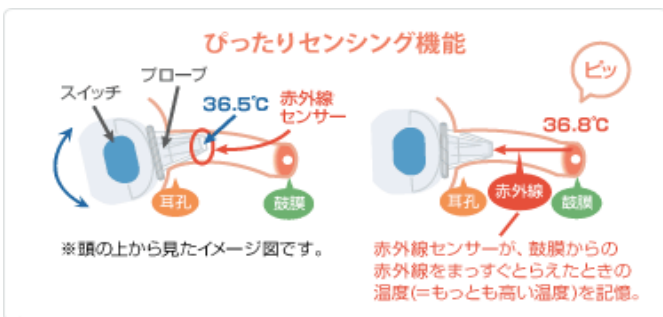 ぴったりセンシング機能
スイッチ
プローブ
36.5℃
赤外線
センサー
耳孔
鼓膜
※頭の上から見たイメージ図です。
ピッ
36.8℃
耳孔
赤外線
鼓膜
赤外線センサーが、鼓膜からの
赤外線をまっすぐとらえたときの
温度(=もっとも高い温度)を記憶。